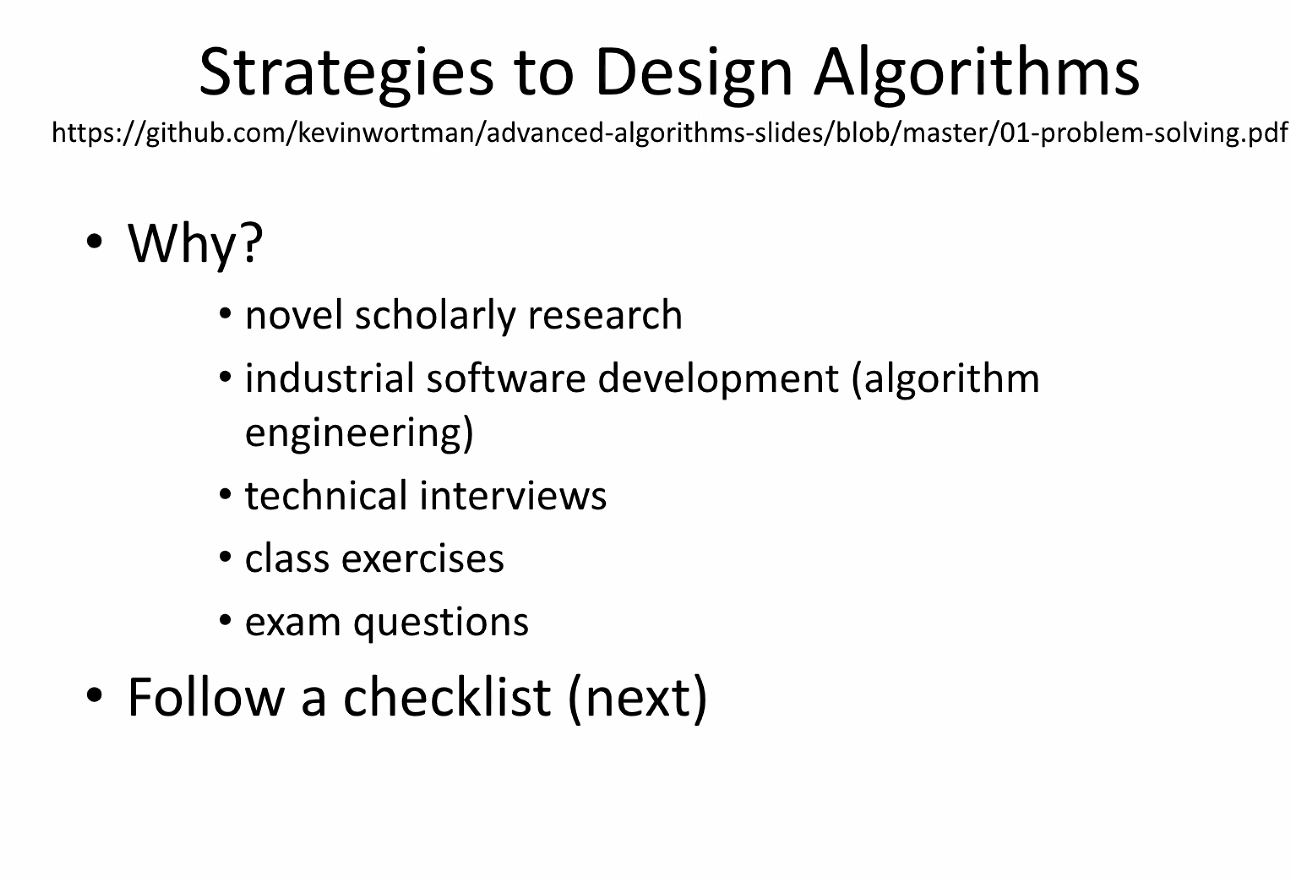 Strategies to Design Algorithms
https://github.com/kevinwortman/advanced-algorithms-slides/blob/master/01-problem-solving.pdf
• Why?
• novel scholarly research
• industrial software development (algorithm
engineering)
• technical interviews
• class exercises
• exam questions
• Follow a checklist (next)